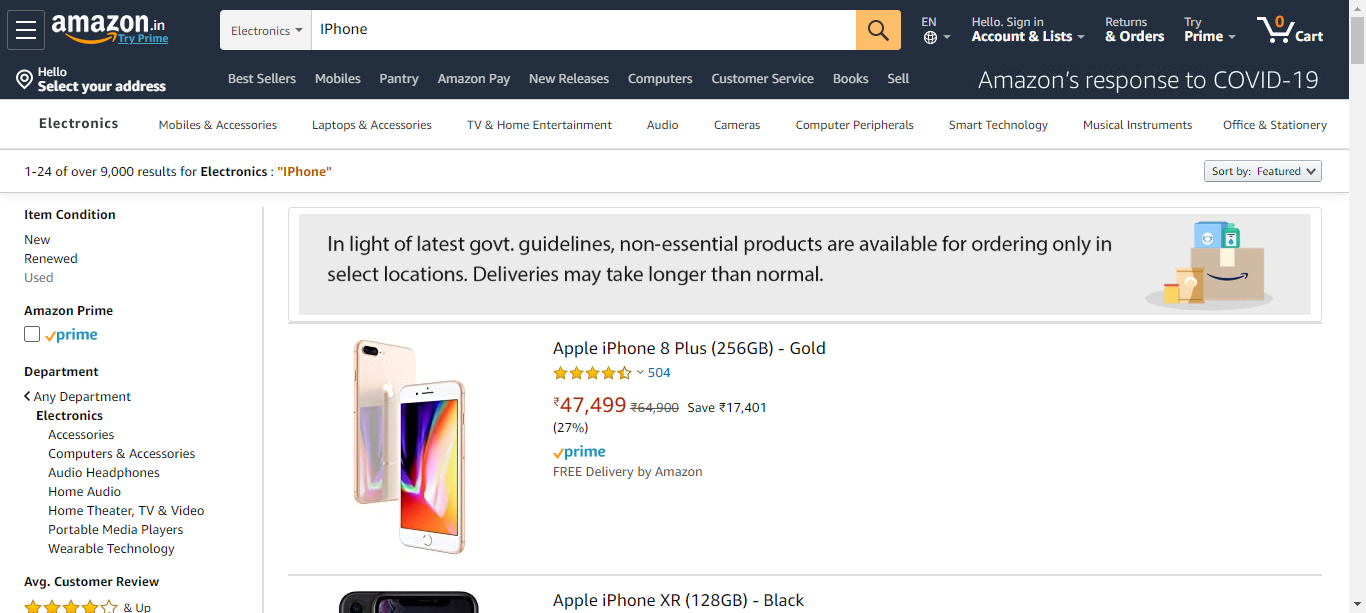 amazon.in
Try Prime
Electronics
IPhone
EN
Hello. Sign in
Account & Lists
Returns
& Orders
Try
Prime
0
Cart
Hello
Select your address
Best Sellers
Mobiles
Pantry
Amazon Pay
New Releases
Computers
Customer Service
Books
Sell
Amazon's response to COVID-19
Electronics
Mobiles & Accessories
Laptops & Accessories
TV & Home Entertainment
Audio
Cameras
Computer Peripherals
Smart Technology
Musical Instruments
Office & Stationery
1-24 of over 9,000 results for Electronics : "IPhone"
Sort by: Featured
Item Condition
New
Renewed
Used
Amazon Prime
prime
Department
Any Department
Electronics
Accessories
Computers & Accessories
Audio Headphones
Home Audio
Home Theater, TV & Video
Portable Media Players
Wearable Technology
Avg. Customer Review
& Up
In light of latest govt. guidelines, non-essential products are available for ordering only in
select locations. Deliveries may take longer than normal.
Apple iPhone 8 Plus (256GB) - Gold
504
₹47,499 ₹64,900 Save ₹17,401
(27%)
prime
FREE Delivery by Amazon
Apple iPhone XR (128GB) - Black